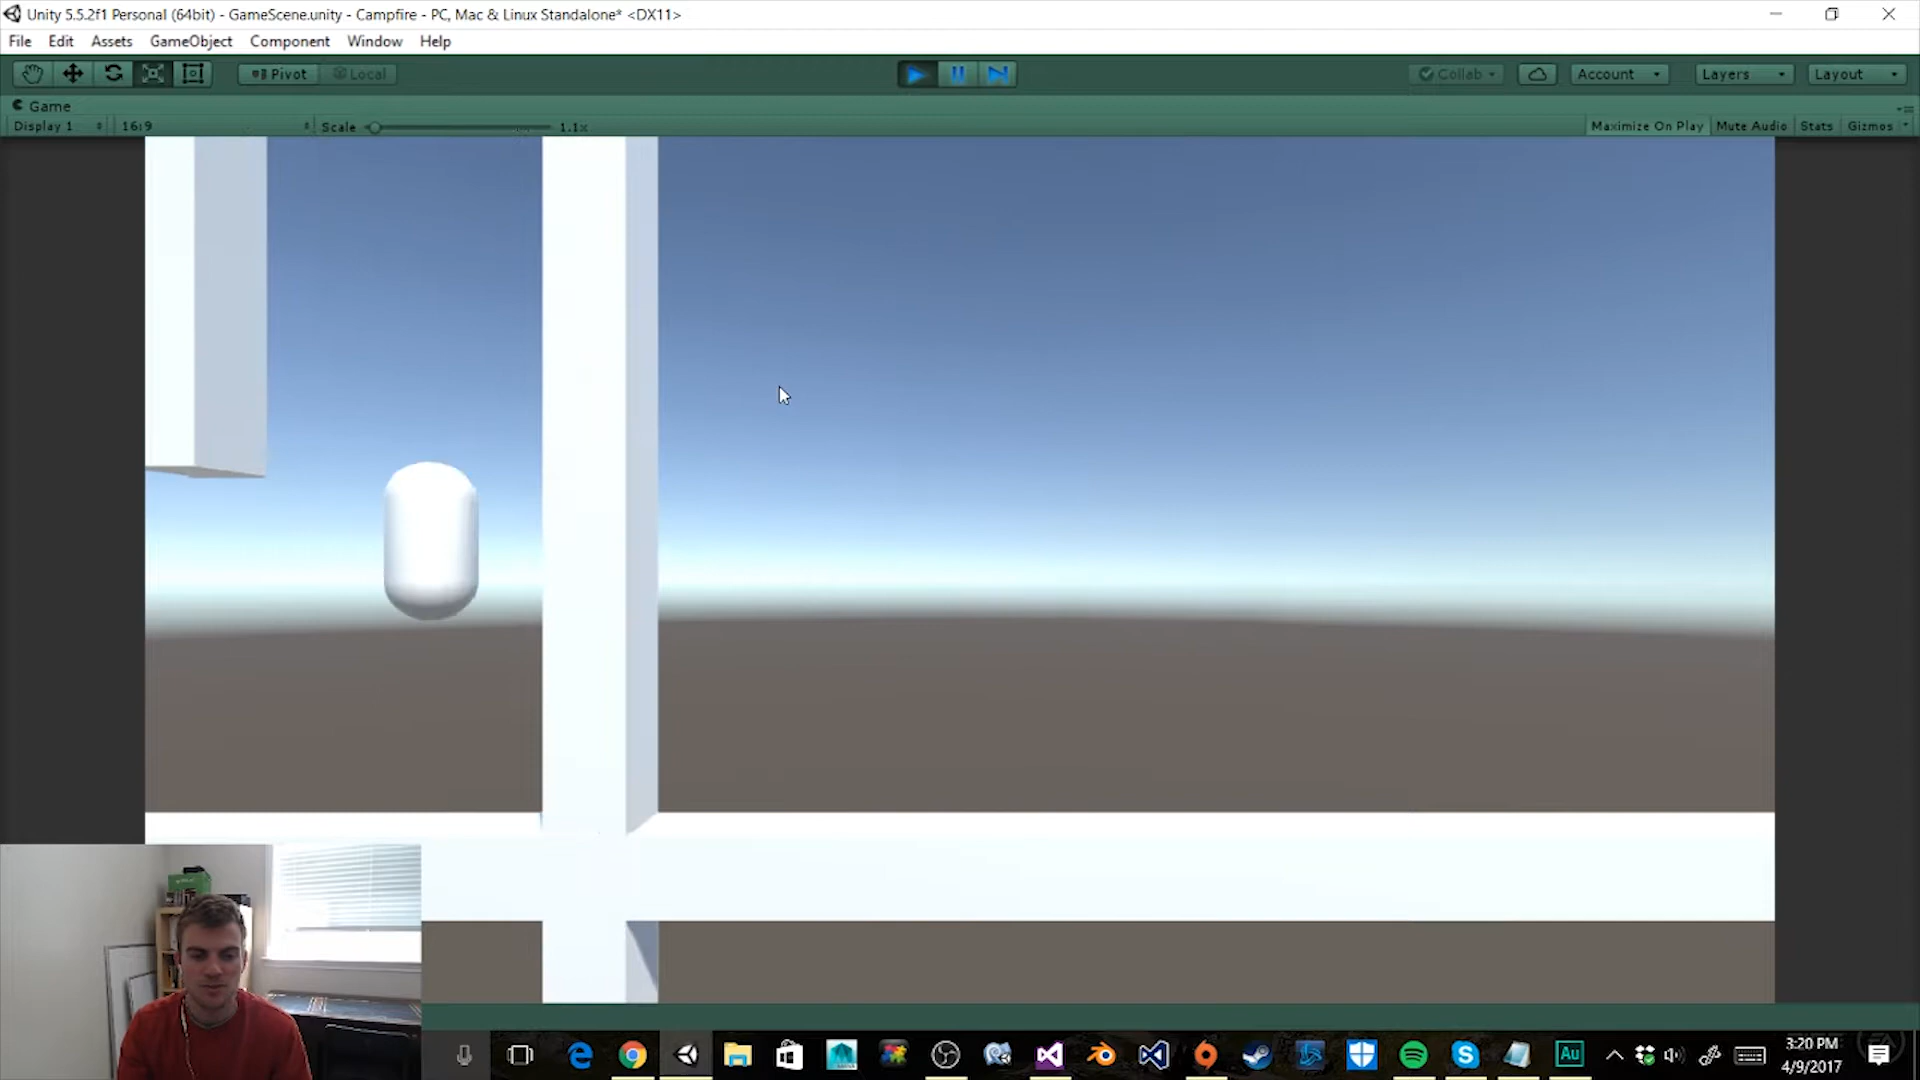 Unity 5.5.2f1 Personal (64bit) - GameScene.unity - Campfire - PC, Mac & Linux Standalone* <DX11>
File Edit Assets GameObject Component Window Help
Pivot Local Collab Account Layers Layout
Game
Display 1 16:9 Scale 1.1x Maximize On Play Mute Audio Stats Gizmos
Au
3:20 PM
4/9/2017